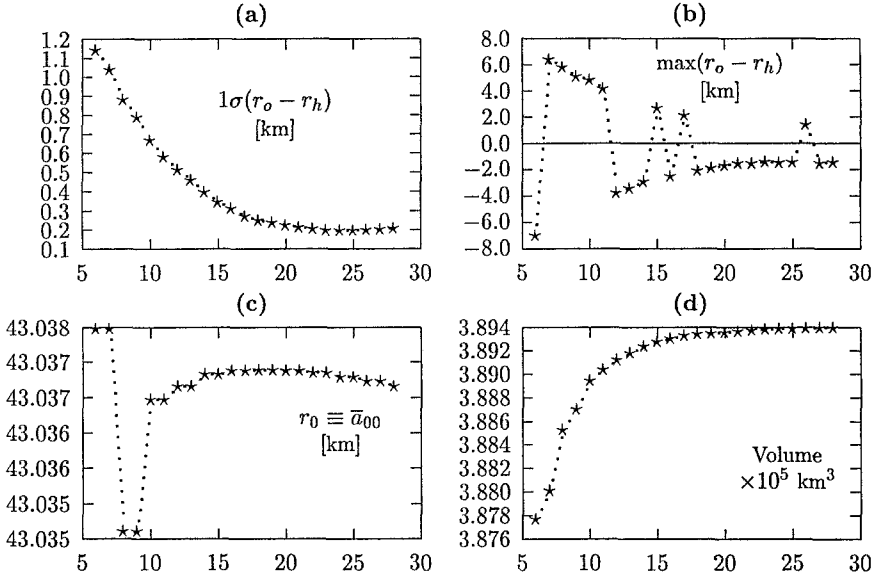 (a)
1.2
1.1
1.0
0.9
0.8
0.7
0.6
0.5
0.4
0.3
0.2
0.1
1σ(r_o − r_h)
[km]
5 10 15 20 25 30
(b)
8.0
6.0
4.0
2.0
0.0
−2.0
−4.0
−6.0
−8.0
max(r_o − r_h)
[km]
5 10 15 20 25 30
(c)
43.038
43.037
43.037
43.036
43.036
43.035
43.035
r_0 ≡ a̅_00
[km]
5 10 15 20 25 30
(d)
3.894
3.892
3.890
3.888
3.886
3.884
3.882
3.880
3.878
3.876
Volume
×10^5 km^3
5 10 15 20 25 30